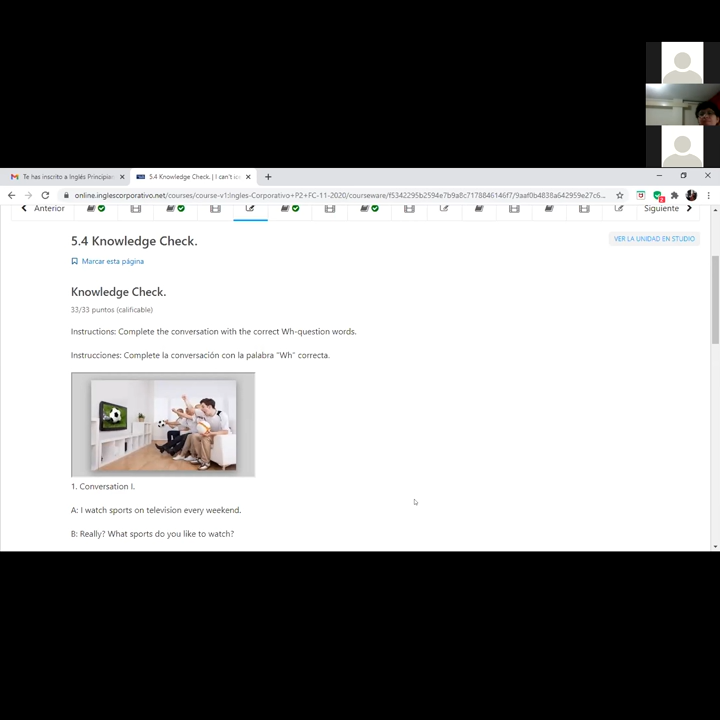 Te has inscrito a Inglés Principia
5.4 Knowledge Check. | I can't
online.inglescorporativo.net/courses/course-v1:Ingles-Corporativo+P2+FC-11-2020/courseware/f5342295b2594e7b9a8c7178846146f7/9aaf0b4838a642959e27c6...
Anterior
Siguiente
5.4 Knowledge Check.
VER LA UNIDAD EN STUDIO
Marcar esta página
Knowledge Check.
33/33 puntos (calificable)
Instructions: Complete the conversation with the correct Wh-question words.
Instrucciones: Complete la conversación con la palabra "Wh" correcta.
1. Conversation I.
A: I watch sports on television every weekend.
B: Really? What sports do you like to watch?